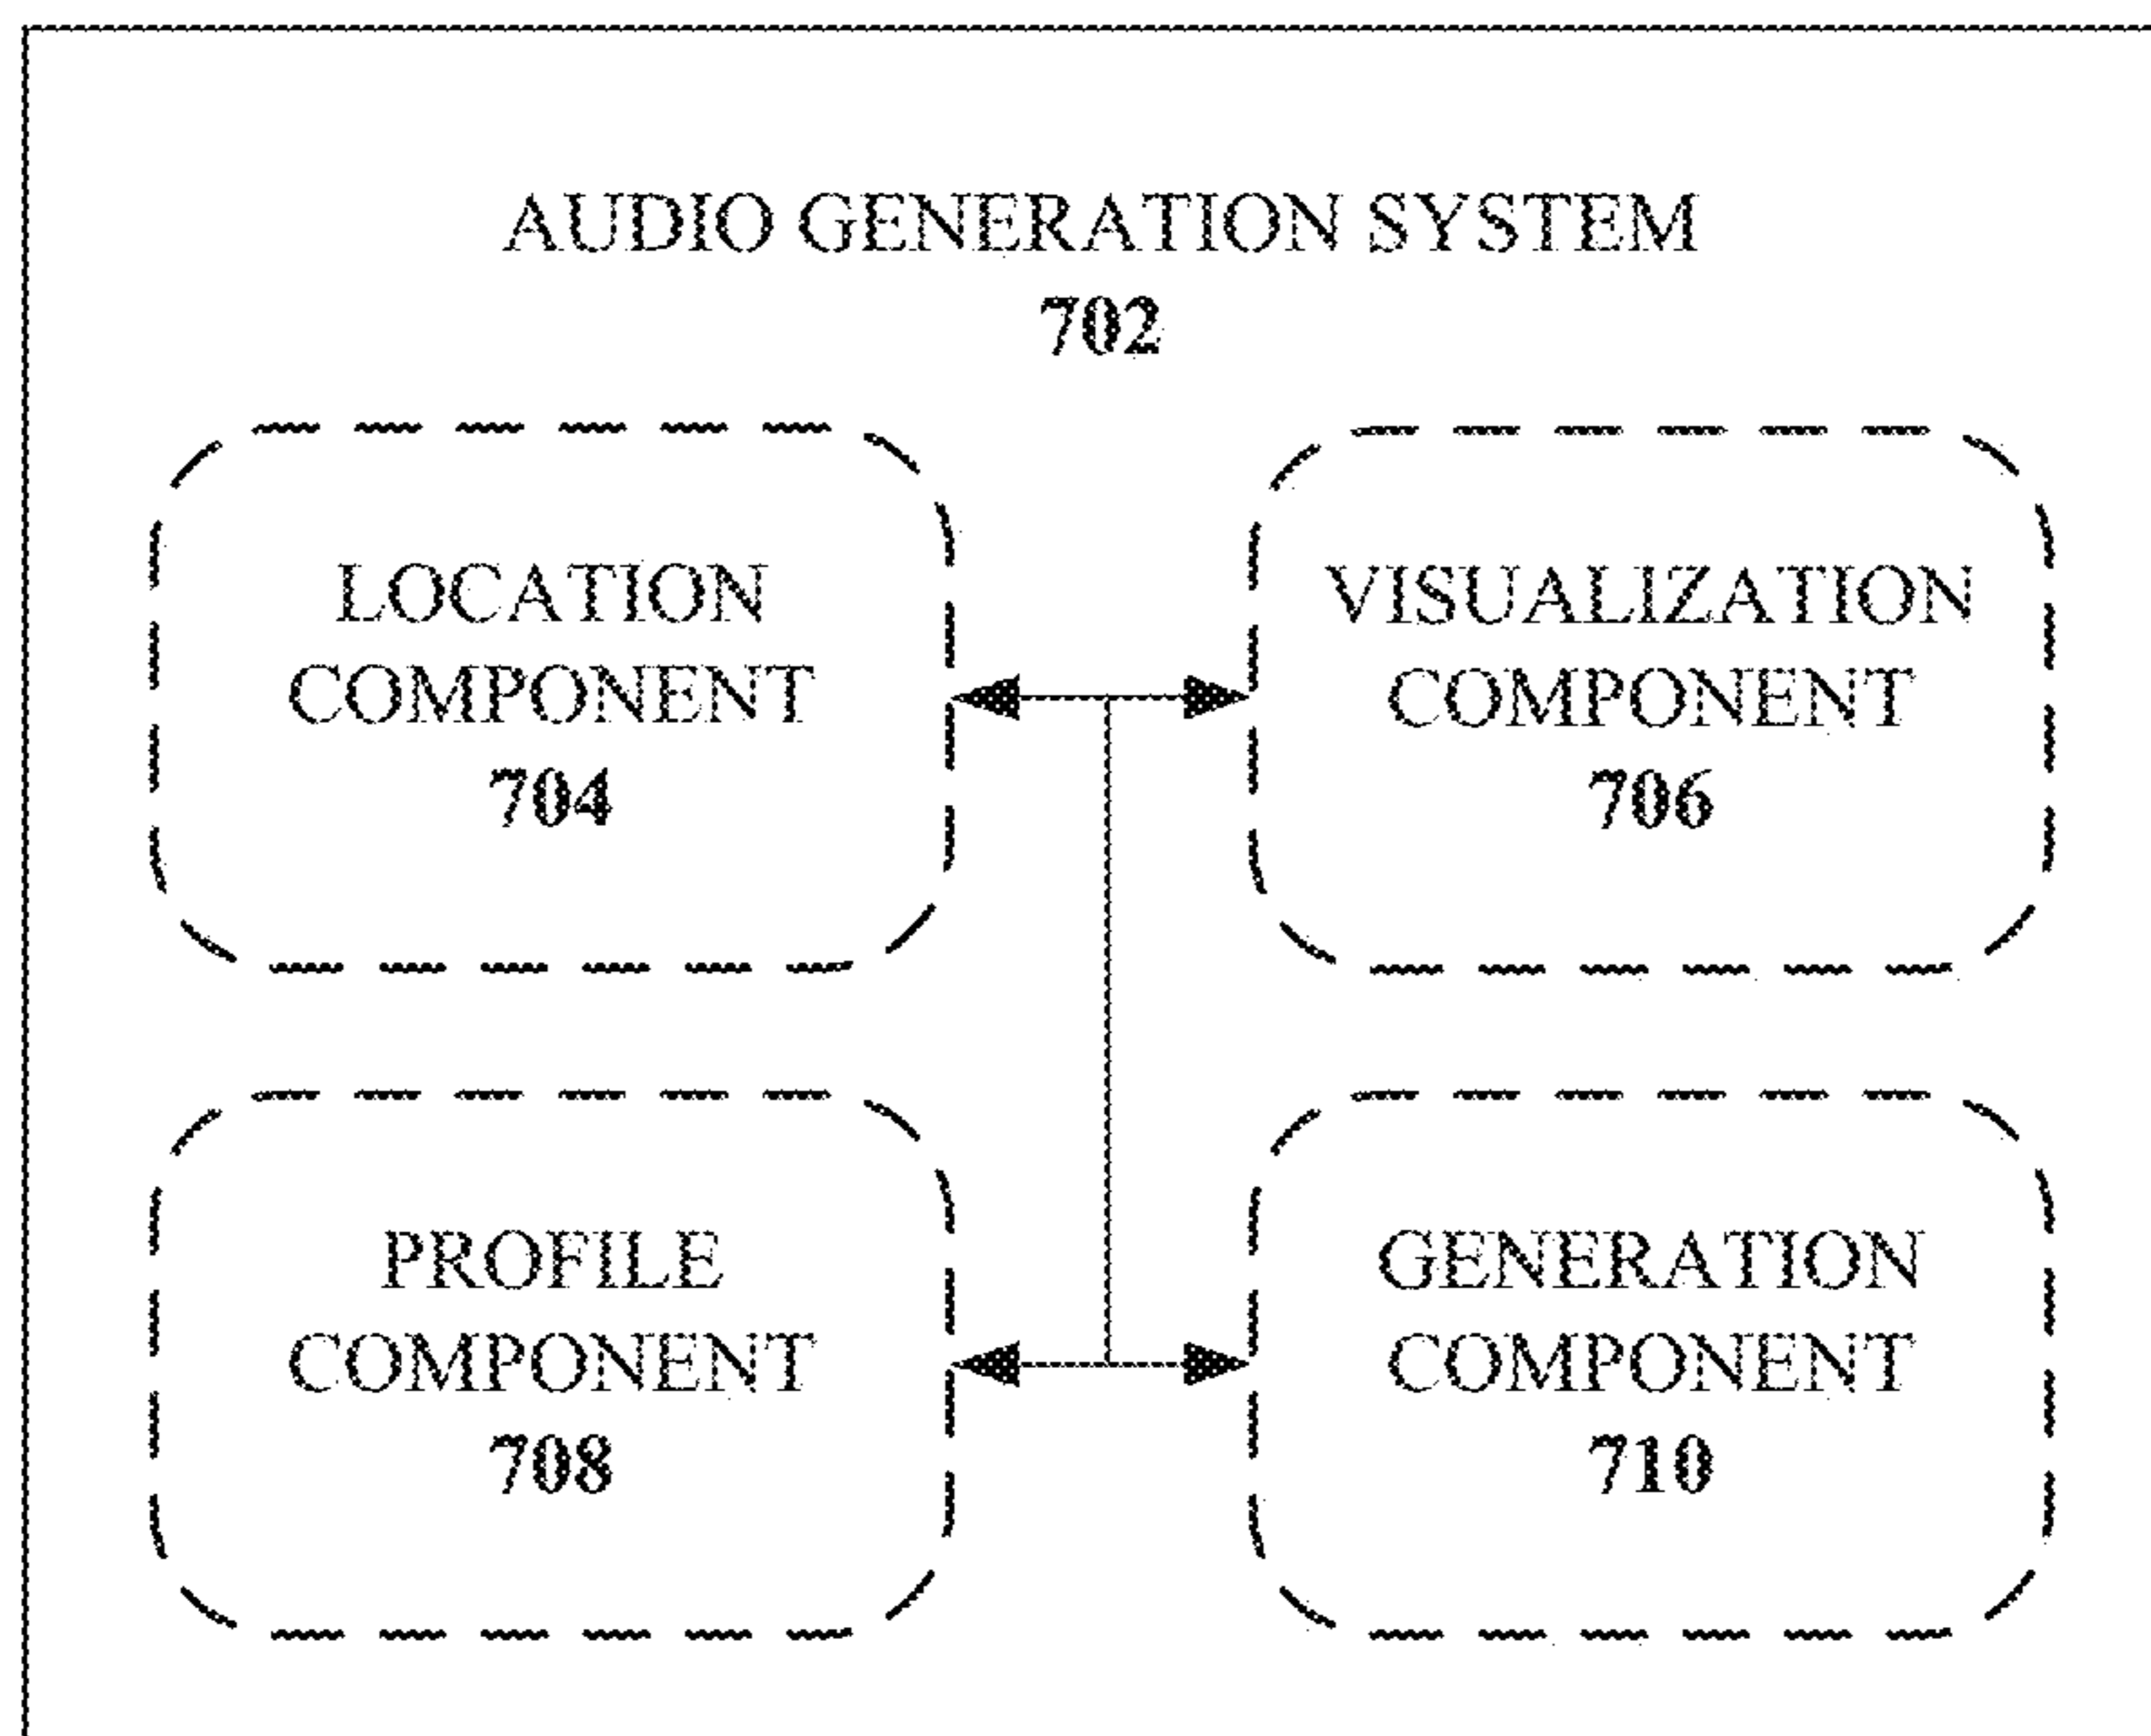 AUDIO GENERATION SYSTEM
702
LOCATION
COMPONENT
704
VISUALIZATION
COMPONENT
706
PROFILE
COMPONENT
708
GENERATION
COMPONENT
710